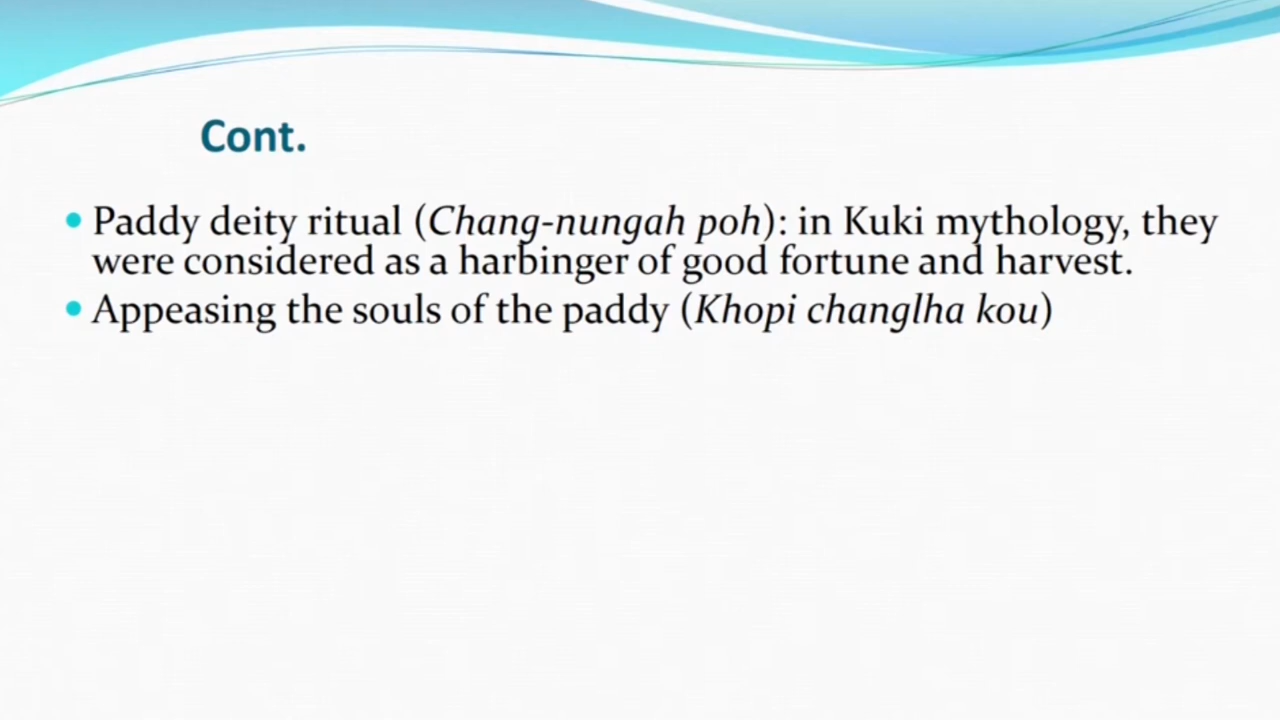 Cont.
Paddy deity ritual (Chang-nungah poh): in Kuki mythology, they
were considered as a harbinger of good fortune and harvest.
Appeasing the souls of the paddy (Khopi changlha kou)